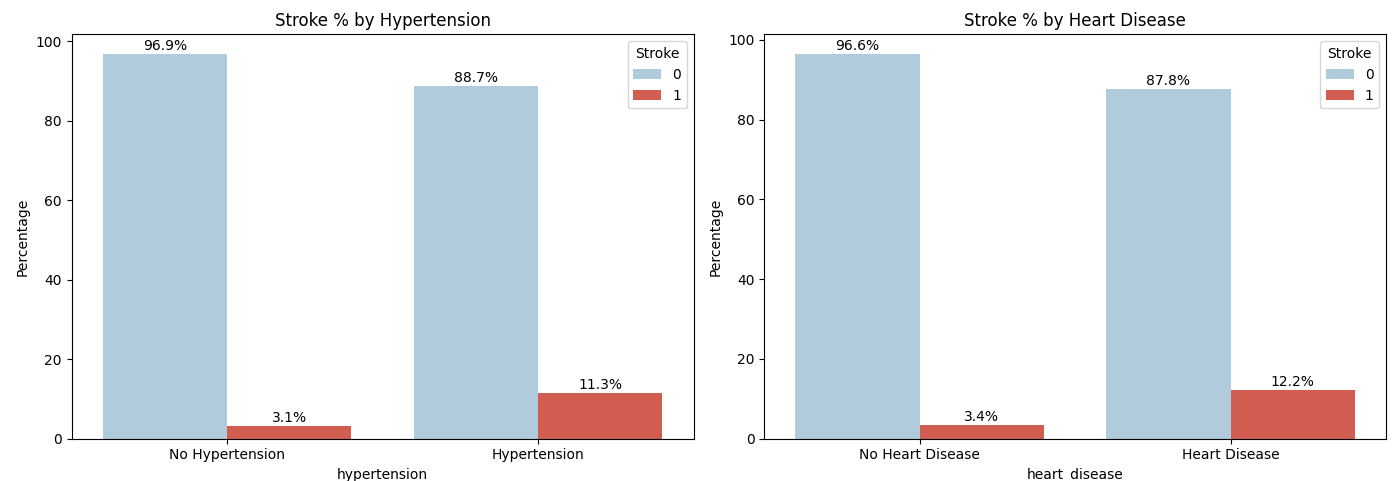 Stroke % by Hypertension
Percentage
100
80
60
40
20
0
96.9%
3.1%
88.7%
11.3%
Stroke
0
1
No Hypertension
Hypertension
hypertension
Stroke % by Heart Disease
Percentage
100
80
60
40
20
0
96.6%
3.4%
87.8%
12.2%
Stroke
0
1
No Heart Disease
Heart Disease
heart_disease